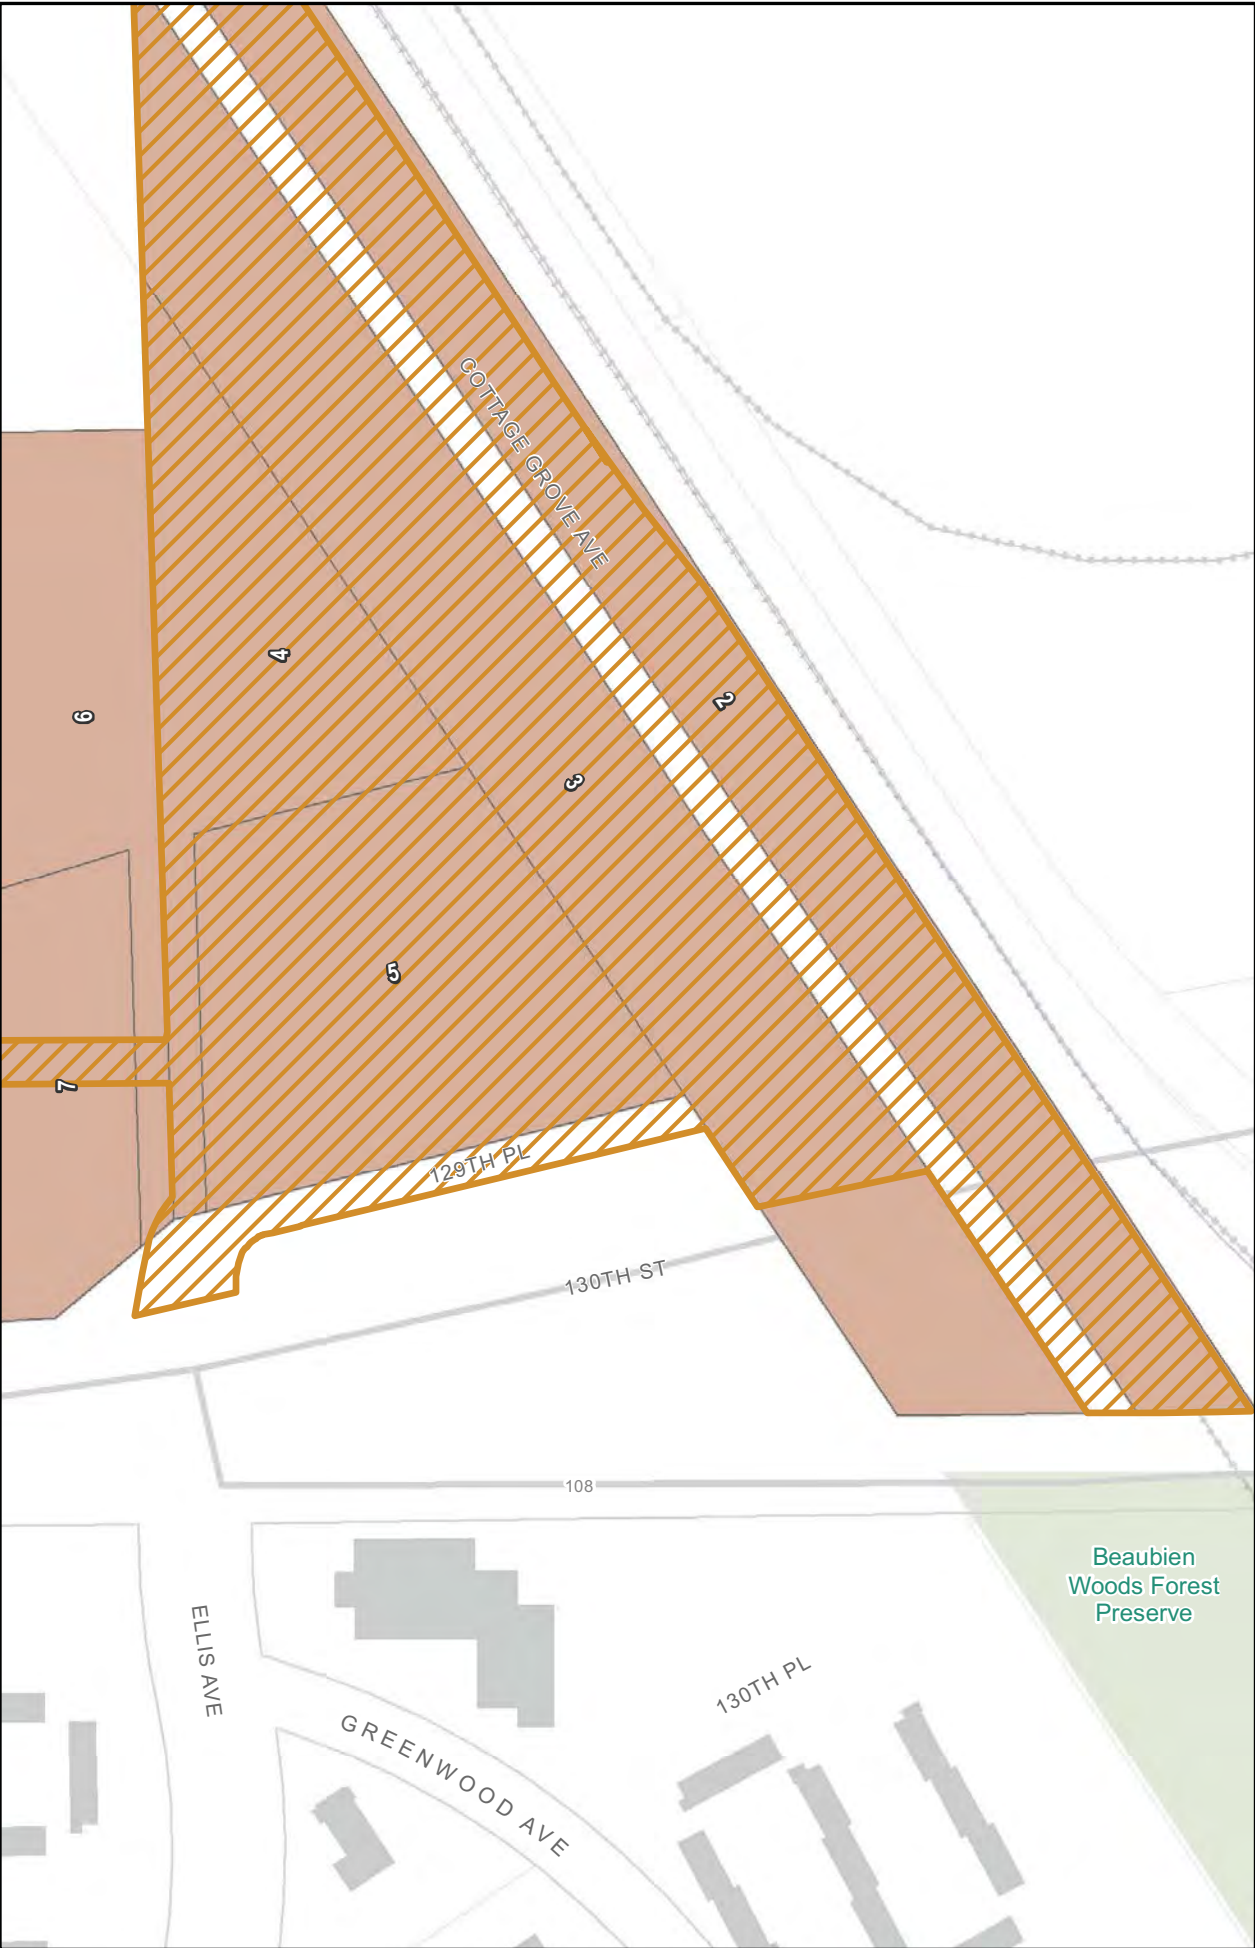 COTTAGE GROVE AVE
4
2
6
3
5
7
129TH PL
130TH ST
108
Beaubien
Woods Forest
Preserve
ELLIS AVE
130TH PL
GREENWOOD AVE